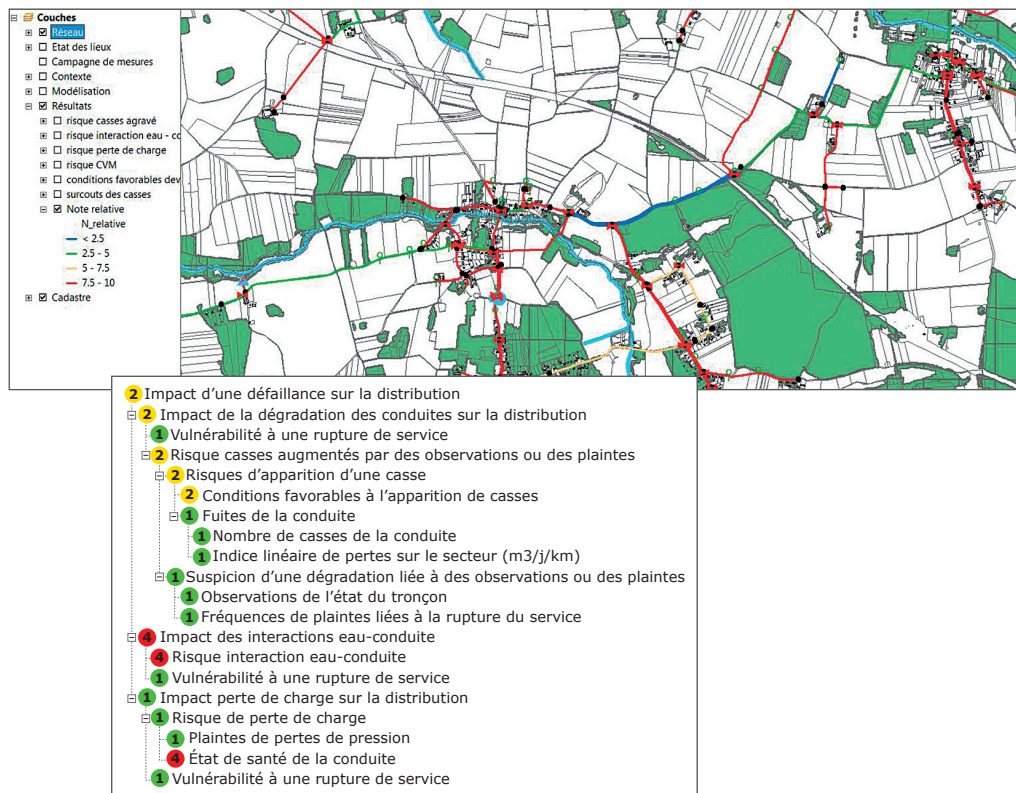 Couches
Réseau
Etat des lieux
Campagne de mesures
Contexte
Modélisation
Résultats
risque casses agravé
risque interaction eau - co
risque perte de charge
risque CVM
conditions favorables dev
surcouts des casses
Note relative
N_relative
< 2.5
2.5 - 5
5 - 7.5
7.5 - 10
Cadastre
2 Impact d'une défaillance sur la distribution
2 Impact de la dégradation des conduites sur la distribution
1 Vulnérabilité à une rupture de service
2 Risque casses augmentés par des observations ou des plaintes
2 Risques d'apparition d'une casse
2 Conditions favorables à l'apparition de casses
1 Fuites de la conduite
1 Nombre de casses de la conduite
1 Indice linéaire de pertes sur le secteur (m3/j/km)
1 Suspicion d'une dégradation liée à des observations ou des plaintes
1 Observations de l'état du tronçon
1 Fréquences de plaintes liées à la rupture du service
4 Impact des interactions eau-conduite
4 Risque interaction eau-conduite
1 Vulnérabilité à une rupture de service
1 Impact perte de charge sur la distribution
1 Risque de perte de charge
1 Plaintes de pertes de pression
4 État de santé de la conduite
1 Vulnérabilité à une rupture de service